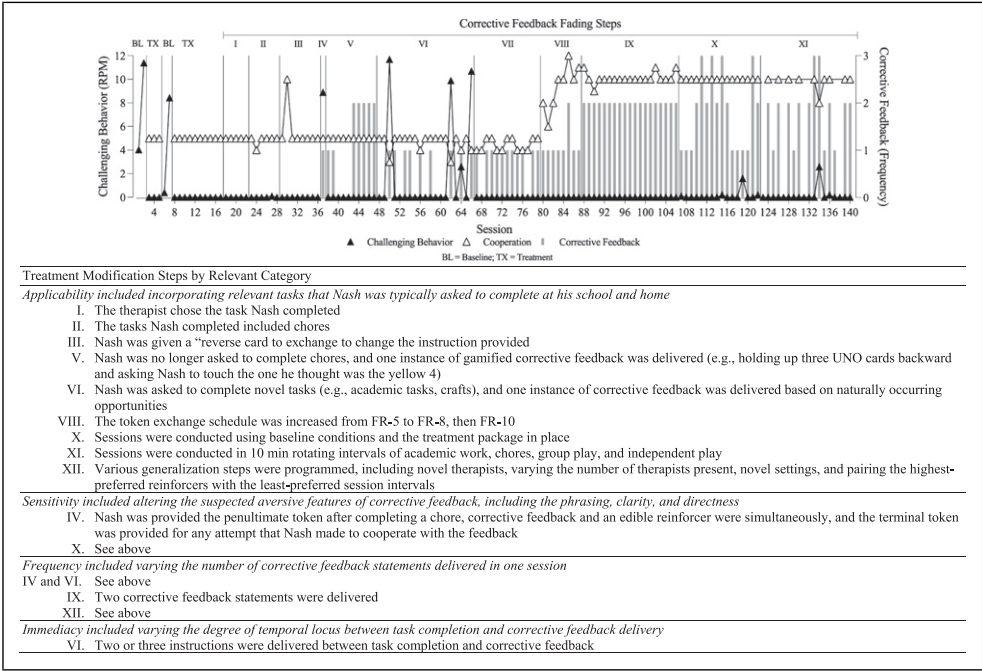 Corrective Feedback Fading Steps
BL TX BL TX I II III IV V VI VII VIII IX X XI
Challenging Behavior (RPM)
12
10
8
6
4
2
0
Corrective Feedback (Frequency)
3
2
1
0
4 8 12 16 20 24 28 32 36 40 44 48 52 56 60 64 68 72 76 80 84 88 92 96 100 104 108 112 116 120 124 128 132 136 140
Session
Challenging Behavior Cooperation Corrective Feedback
BL = Baseline; TX = Treatment
Treatment Modification Steps by Relevant Category
Applicability included incorporating relevant tasks that Nash was typically asked to complete at his school and home
I. The therapist chose the task Nash completed
II. The tasks Nash completed included chores
III. Nash was given a “reverse card to exchange to change the instruction provided
V. Nash was no longer asked to complete chores, and one instance of gamified corrective feedback was delivered (e.g., holding up three UNO cards backward
and asking Nash to touch the one he thought was the yellow 4)
VI. Nash was asked to complete novel tasks (e.g., academic tasks, crafts), and one instance of corrective feedback was delivered based on naturally occurring
opportunities
VIII. The token exchange schedule was increased from FR-5 to FR-8, then FR-10
X. Sessions were conducted using baseline conditions and the treatment package in place
XI. Sessions were conducted in 10 min rotating intervals of academic work, chores, group play, and independent play
XII. Various generalization steps were programmed, including novel therapists, varying the number of therapists present, novel settings, and pairing the highest-
preferred reinforcers with the least-preferred session intervals
Sensitivity included altering the suspected aversive features of corrective feedback, including the phrasing, clarity, and directness
IV. Nash was provided the penultimate token after completing a chore, corrective feedback and an edible reinforcer were simultaneously, and the terminal token
was provided for any attempt that Nash made to cooperate with the feedback
X. See above
Frequency included varying the number of corrective feedback statements delivered in one session
IV and VI. See above
IX. Two corrective feedback statements were delivered
XII. See above
Immediacy included varying the degree of temporal locus between task completion and corrective feedback delivery
VI. Two or three instructions were delivered between task completion and corrective feedback